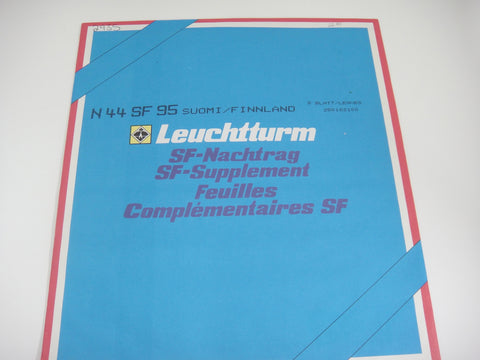 N 44 SF 95 SUOMI/FINNLAND
Leuchtturm
SF-Nachtrag
SF-Supplement
Feuilles
Complémentaires SF